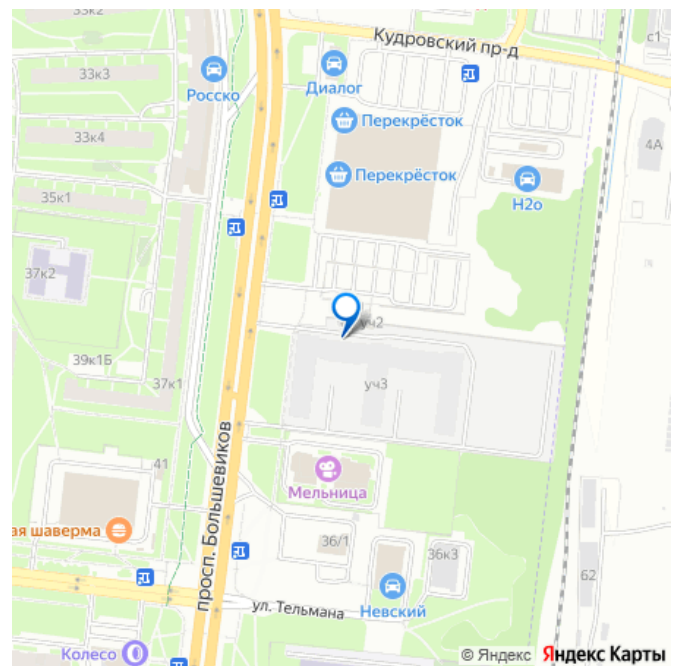 33к2
с1
Кудровский пр-д
33к3
Росско
Диалог
33к4
Перекрёсток
4А
Перекрёсток
35к1
Н2о
37к2
уч2
39к1Б
37к1
уч3
просп. Большевиков
41
Мельница
ая шаверма
36/1
36к3
62
ул. Тельмана
Невский
Колесо
© Яндекс Яндекс Карты